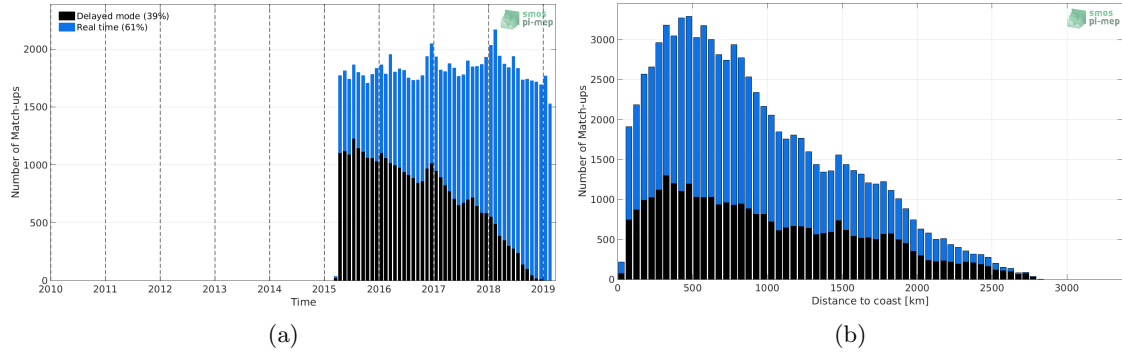 Delayed mode (39%)
Real time (61%)
smos
pi-mep
Number of Match-ups
2000
1500
1000
500
0
2010 2011 2012 2013 2014 2015 2016 2017 2018 2019
Time
(a)
smos
pi-mep
Number of Match-ups
3000
2500
2000
1500
1000
500
0
0 500 1000 1500 2000 2500 3000
Distance to coast [km]
(b)